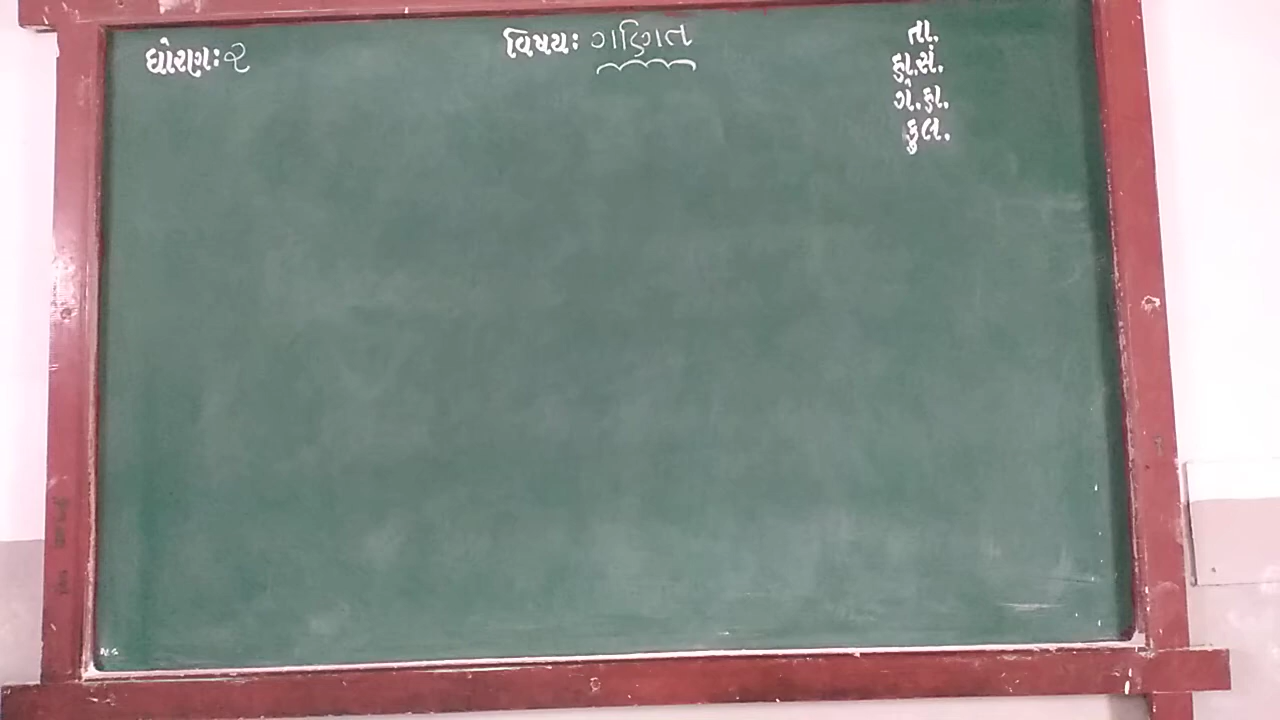 ધોરણ: ૨
વિષય: ગણિત
તા.
હા.સં.
ગે.હા.
કુલ.